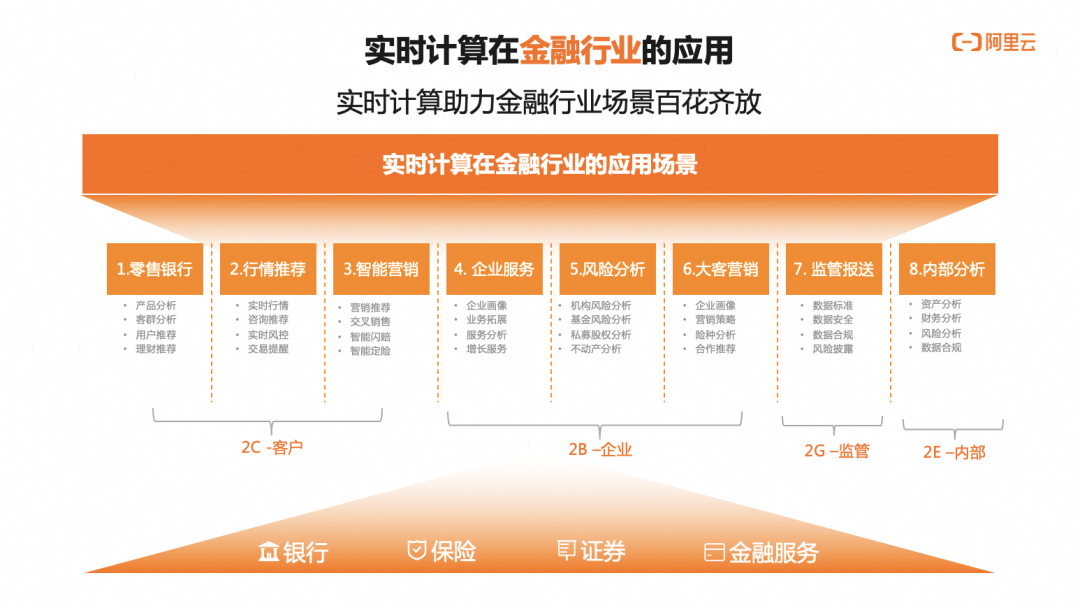 实时计算在金融行业的应用
阿里云
实时计算助力金融行业场景百花齐放
实时计算在金融行业的应用场景
1.零售银行
• 产品分析
• 客群分析
• 用户推荐
• 理财推荐
2.行情推荐
• 实时行情
• 咨询推荐
• 实时风控
• 交易提醒
3.智能营销
• 营销推荐
• 交叉销售
• 智能闪赔
• 智能定险
4. 企业服务
• 企业画像
• 业务拓展
• 服务分析
• 增长服务
5.风险分析
• 机构风险分析
• 基金风险分析
• 私募股权分析
• 不动产分析
6.大客营销
• 企业画像
• 营销策略
• 险种分析
• 合作推荐
7. 监管报送
• 数据标准
• 数据安全
• 数据合规
• 风险披露
8.内部分析
• 资产分析
• 财务分析
• 风险分析
• 数据合规
2C -客户
2B –企业
2G –监管
2E –内部
银行
保险
证券
金融服务